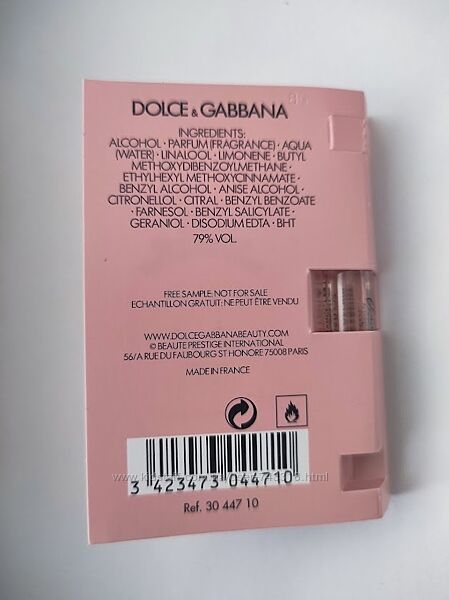 DOLCE & GABBANA
INGREDIENTS:
ALCOHOL • PARFUM (FRAGRANCE) • AQUA
(WATER) • LINALOOL • LIMONENE • BUTYL
METHOXYDIBENZOYLMETHANE •
ETHYLHEXYL METHOXYCINNAMATE •
BENZYL ALCOHOL • ANISE ALCOHOL •
CITRONELLOL • CITRAL • BENZYL BENZOATE
• FARNESOL • BENZYL SALICYLATE •
GERANIOL • DISODIUM EDTA • BHT
79% VOL.
FREE SAMPLE: NOT FOR SALE
ECHANTILLON GRATUIT: NE PEUT ÊTRE VENDU
WWW.DOLCEGABBANABEAUTY.COM
© BEAUTE PRESTIGE INTERNATIONAL
56/A RUE DU FAUBOURG ST HONORE 75008 PARIS
MADE IN FRANCE
3 423473 044710
Ref. 30 447 10